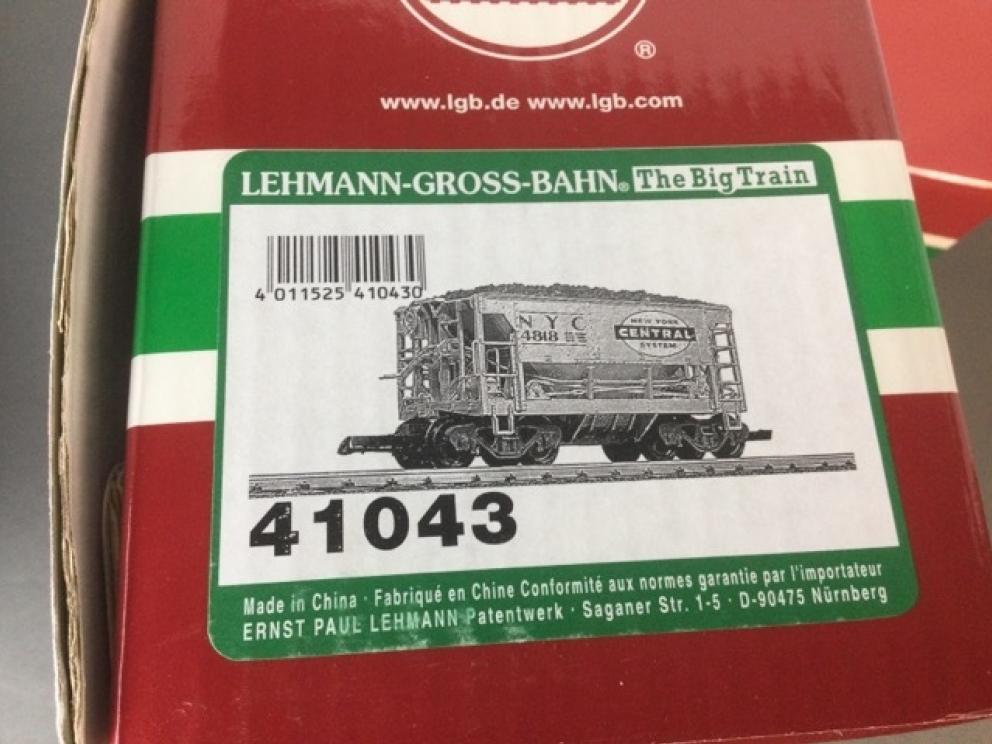 ®
www.lgb.de www.lgb.com
LEHMANN-GROSS-BAHN® The Big Train
4 011525 410430
NYC
4818
NEW YORK
CENTRAL
SYSTEM
41043
Made in China · Fabriqué en Chine Conformité aux normes garantie par l'importateur
ERNST PAUL LEHMANN Patentwerk · Saganer Str. 1-5 · D-90475 Nürnberg